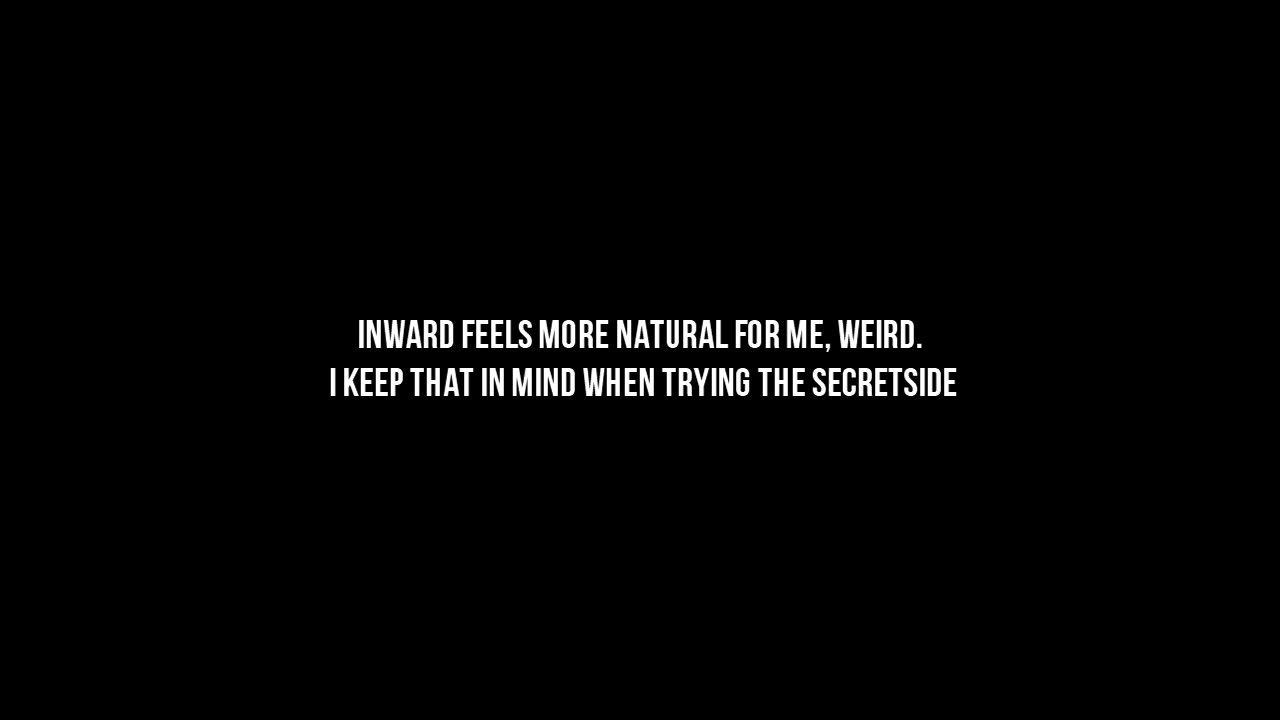 INWARD FEELS MORE NATURAL FOR ME, WEIRD.
I KEEP THAT IN MIND WHEN TRYING THE SECRETSIDE